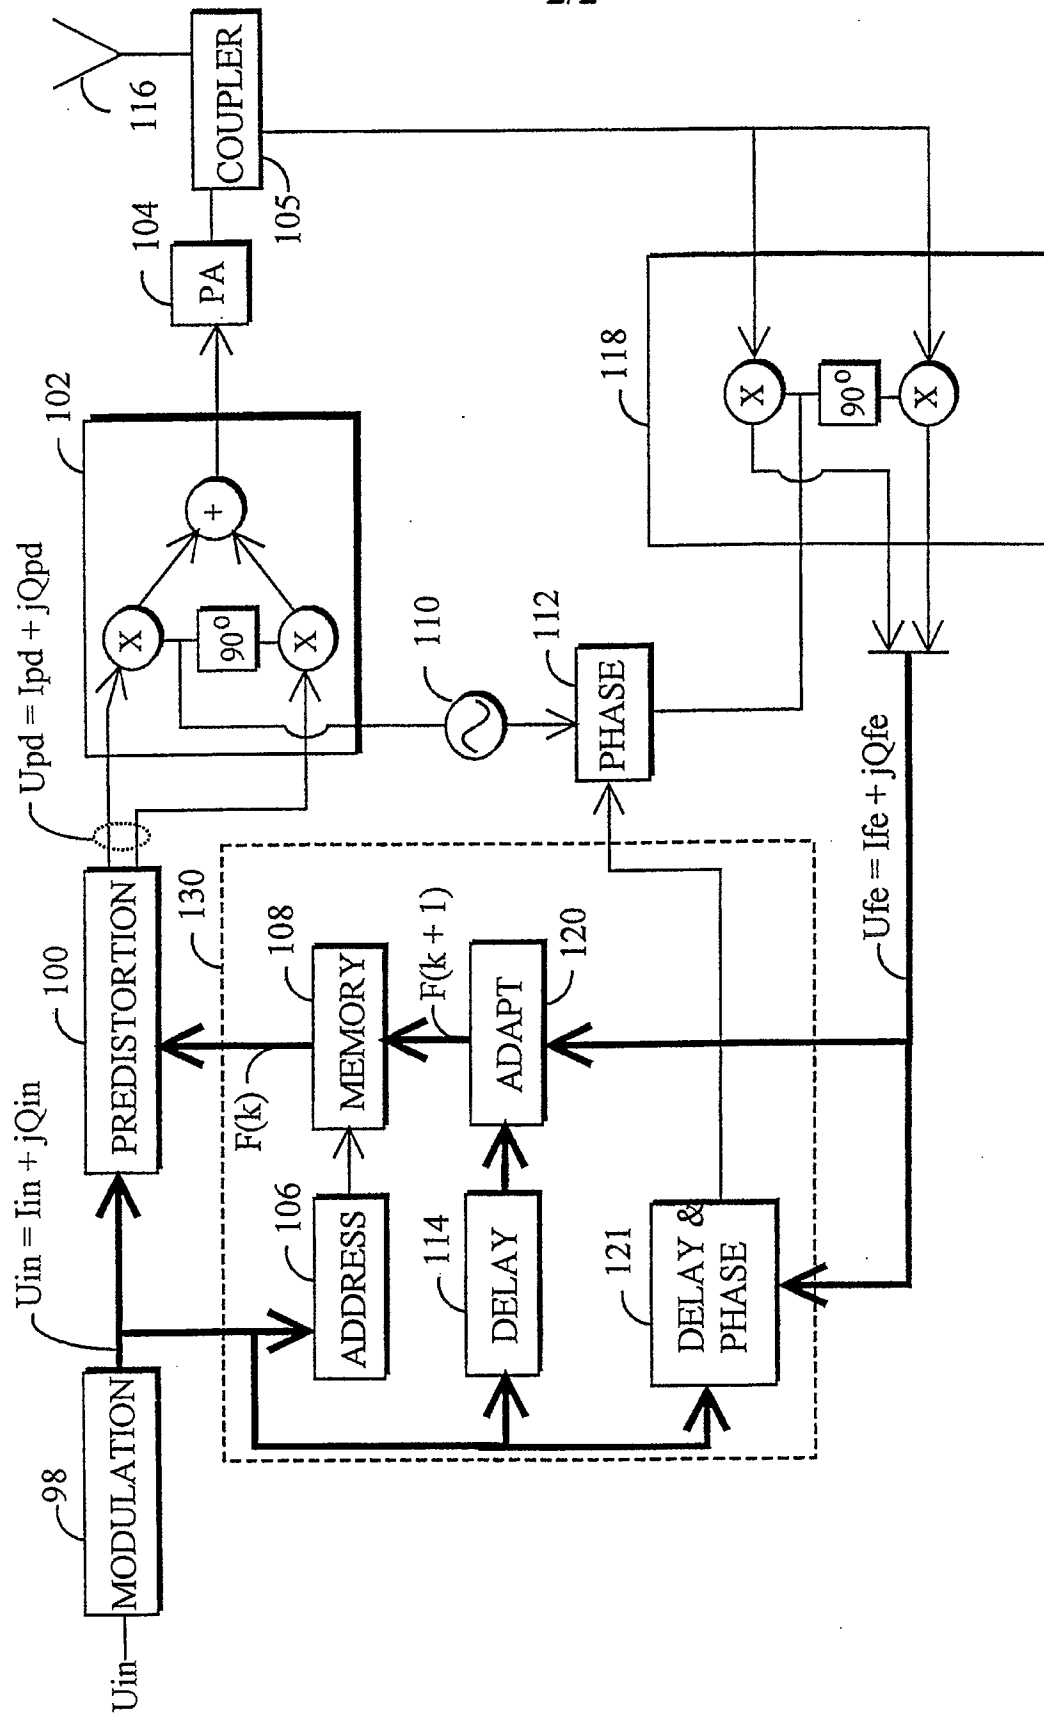 Uin
98
MODULATION
Uin = Iin + jQin
100
PREDISTORTION
Upd = Ipd + jQpd
102
X
90°
X
+
104
PA
COUPLER
105
116
130
F(k)
106
ADDRESS
108
MEMORY
F(k + 1)
114
DELAY
ADAPT
120
121
DELAY &
PHASE
110
112
PHASE
118
X
90°
X
Ufe = Ife + jQfe